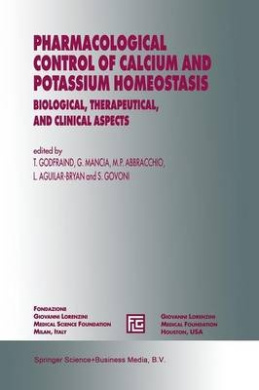 PHARMACOLOGICAL
CONTROL OF CALCIUM AND
POTASSIUM HOMEOSTASIS
BIOLOGICAL, THERAPEUTICAL,
AND CLINICAL ASPECTS
edited by
T. GODFRAIND, G. MANCIA, M.P. ABBRACCHIO,
L. AGUILAR-BRYAN and S. GOVONI
FONDAZIONE
GIOVANNI LORENZINI
MEDICAL SCIENCE FOUNDATION
MILAN, ITALY
GIOVANNI LORENZINI
MEDICAL FOUNDATION
HOUSTON, USA
Springer Science+Business Media, B.V.